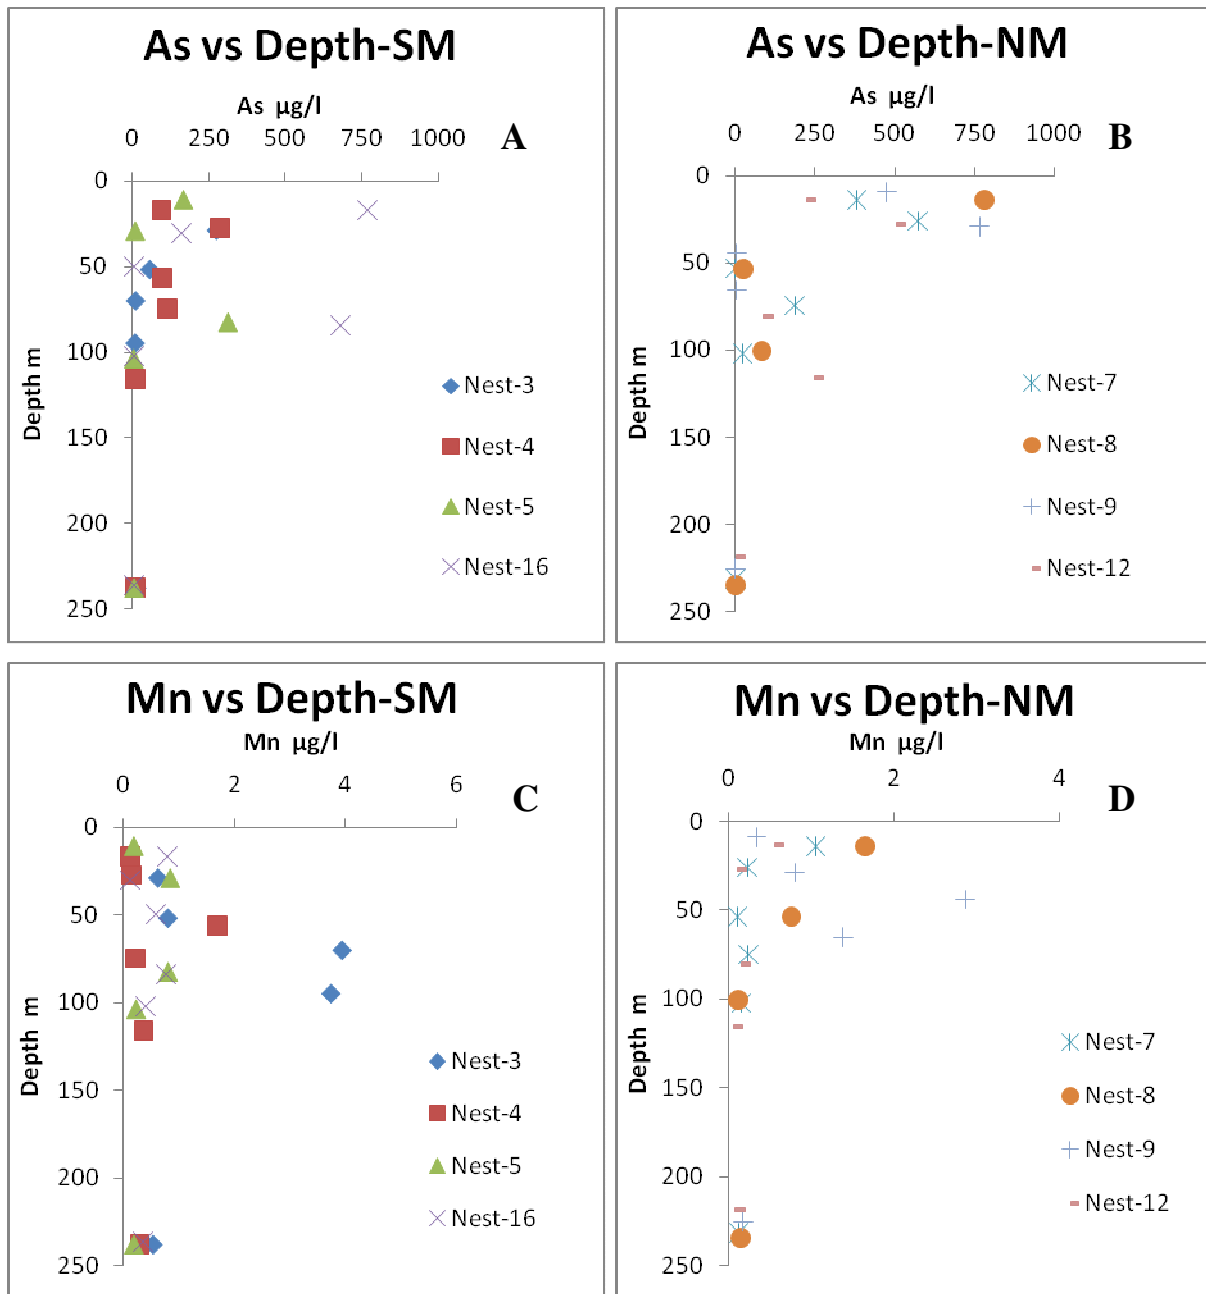 As vs Depth-SM
As µg/l
A
0 250 500 750 1000
0
50
100
150
200
250
Depth m
Nest-3
Nest-4
Nest-5
Nest-16
As vs Depth-NM
As µg/l
B
0 250 500 750 1000
0
50
100
150
200
250
Depth m
Nest-7
Nest-8
Nest-9
Nest-12
Mn vs Depth-SM
Mn µg/l
0 2 4 6
C
0
50
100
150
200
250
Depth m
Nest-3
Nest-4
Nest-5
Nest-16
Mn vs Depth-NM
Mn µg/l
0 2 4
D
0
50
100
150
200
250
Depth m
Nest-7
Nest-8
Nest-9
Nest-12